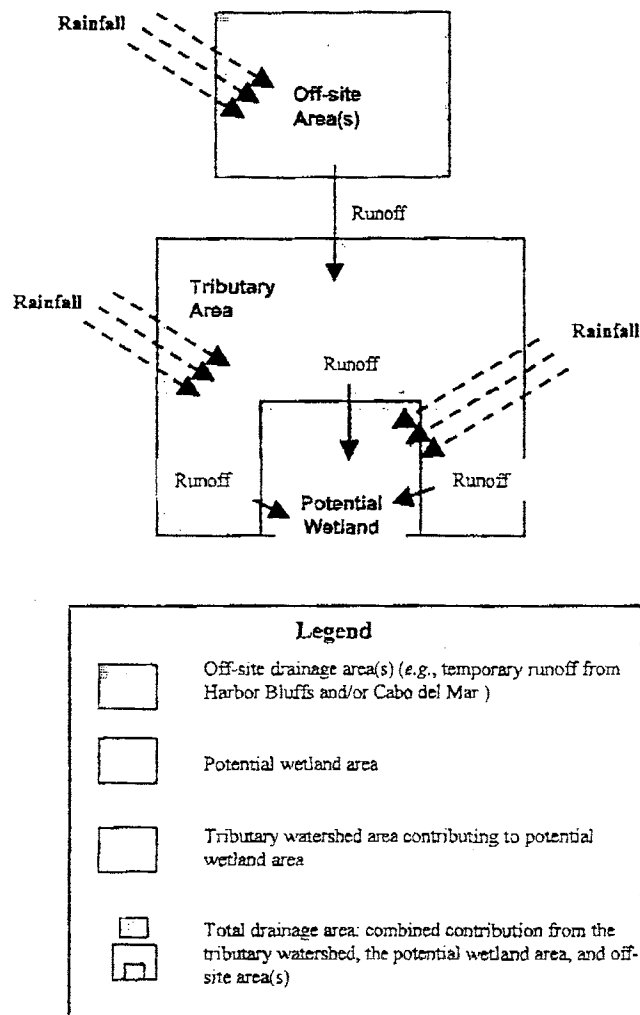 Rainfall
Off-site
Area(s)
Runoff
Tributary
Area
Rainfall
Rainfall
Runoff
Runoff
Runoff
Potential
Wetland
Legend
Off-site drainage area(s) (e.g., temporary runoff from
Harbor Bluffs and/or Cabo del Mar )
Potential wetland area
Tributary watershed area contributing to potential
wetland area
Total drainage area: combined contribution from the
tributary watershed, the potential wetland area, and off-
site area(s)